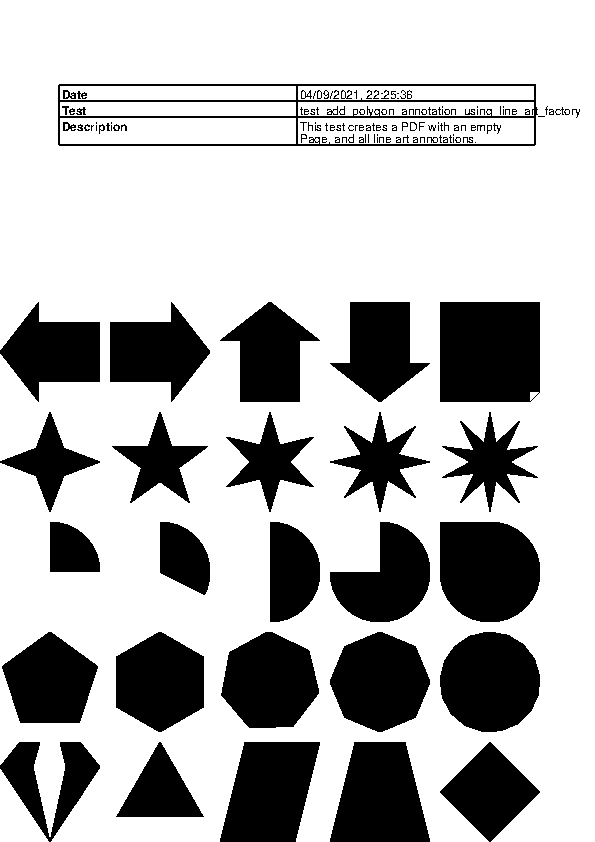 Date 04/09/2021, 22:25:36
Test test_add_polygon_annotation_using_line_art_factory
Description This test creates a PDF with an empty
Page, and all line art annotations.